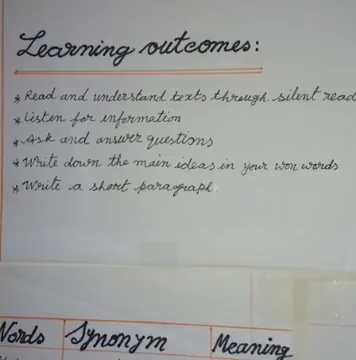 Learning outcomes:
* Read and understand texts through silent read
* Listen for information
* Ask and answer questions
* Write down the main ideas in your won words
* Write a short paragraph.
Words Synonym Meaning